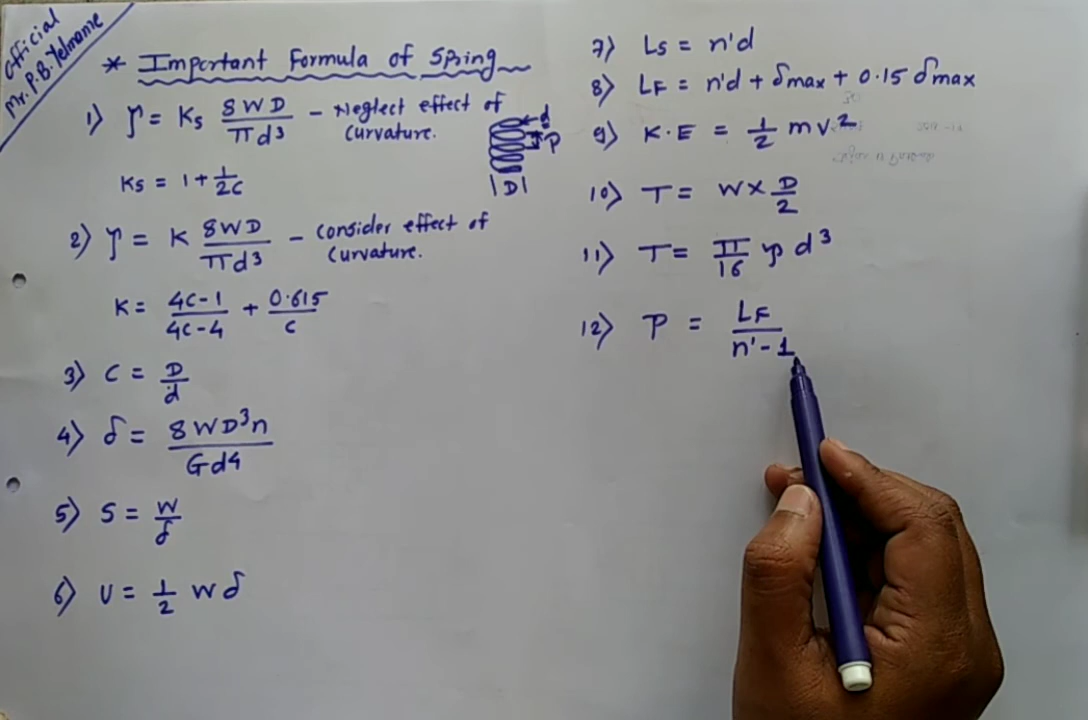 official
Mr. P.B. Yelmame
* Important Formula of Spring
1) τ = Ks 8WD/πd³ – Neglect effect of curvature.
d
P
|D|
Ks = 1 + 1/2C
2) τ = K 8WD/πd³ – consider effect of curvature.
K = 4C-1/4C-4 + 0.615/C
3) C = D/d
4) δ = 8WD³n/Gd⁴
5) S = W/δ
6) U = 1/2 W δ
7) Ls = n'd
8) LF = n'd + δmax + 0.15 δmax
9) K.E = 1/2 mv²
10) T = W × D/2
11) T = π/16 τ d³
12) P = LF/n'-1